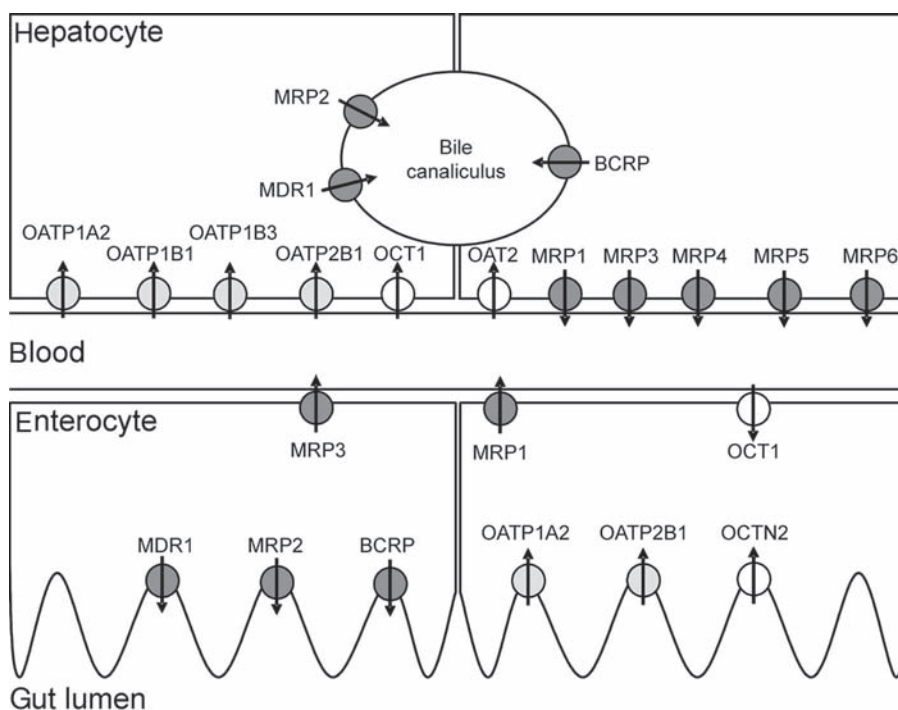 Hepatocyte
MRP2
Bile
canaliculus
BCRP
MDR1
OATP1A2
OATP1B1
OATP1B3
OATP2B1
OCT1
OAT2
MRP1
MRP3
MRP4
MRP5
MRP6
Blood
Enterocyte
MRP3
MRP1
OCT1
MDR1
MRP2
BCRP
OATP1A2
OATP2B1
OCTN2
Gut lumen